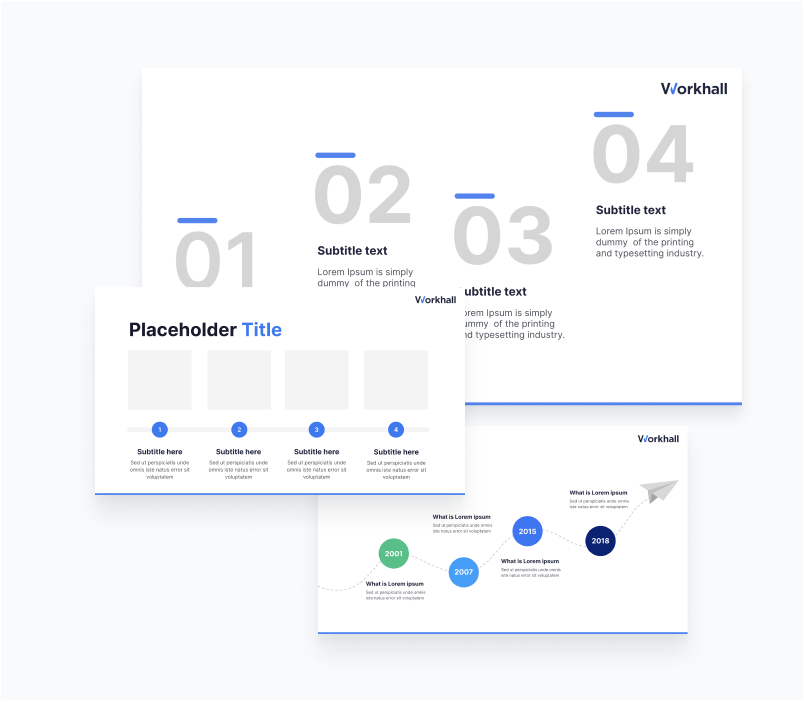 Workhall
04
Subtitle text
Lorem Ipsum is simply
dummy of the printing
and typesetting industry.
02
Subtitle text
Lorem Ipsum is simply
dummy of the printing
03
ubtitle text
orem Ipsum is simply
ummy of the printing
nd typesetting industry.
01
Workhall
Placeholder Title
1
2
3
4
Subtitle here
Sed ut perspiciatis unde
omnis iste natus error sit
voluptatem
Subtitle here
Sed ut perspiciatis unde
omnis iste natus error sit
voluptatem
Subtitle here
Sed ut perspiciatis unde
omnis iste natus error sit
voluptatem
Subtitle here
Sed ut perspiciatis unde
omnis iste natus error sit
voluptatem
Workhall
What is Lorem ipsum
Sed ut perspiciatis unde omnis
iste natus error sit voluptatem
What is Lorem ipsum
Sed ut perspiciatis unde omnis
iste natus error sit voluptatem
2015
2018
2001
What is Lorem ipsum
Sed ut perspiciatis unde omnis
iste natus error sit voluptatem
2007
What is Lorem ipsum
Sed ut perspiciatis unde omnis
iste natus error sit voluptatem